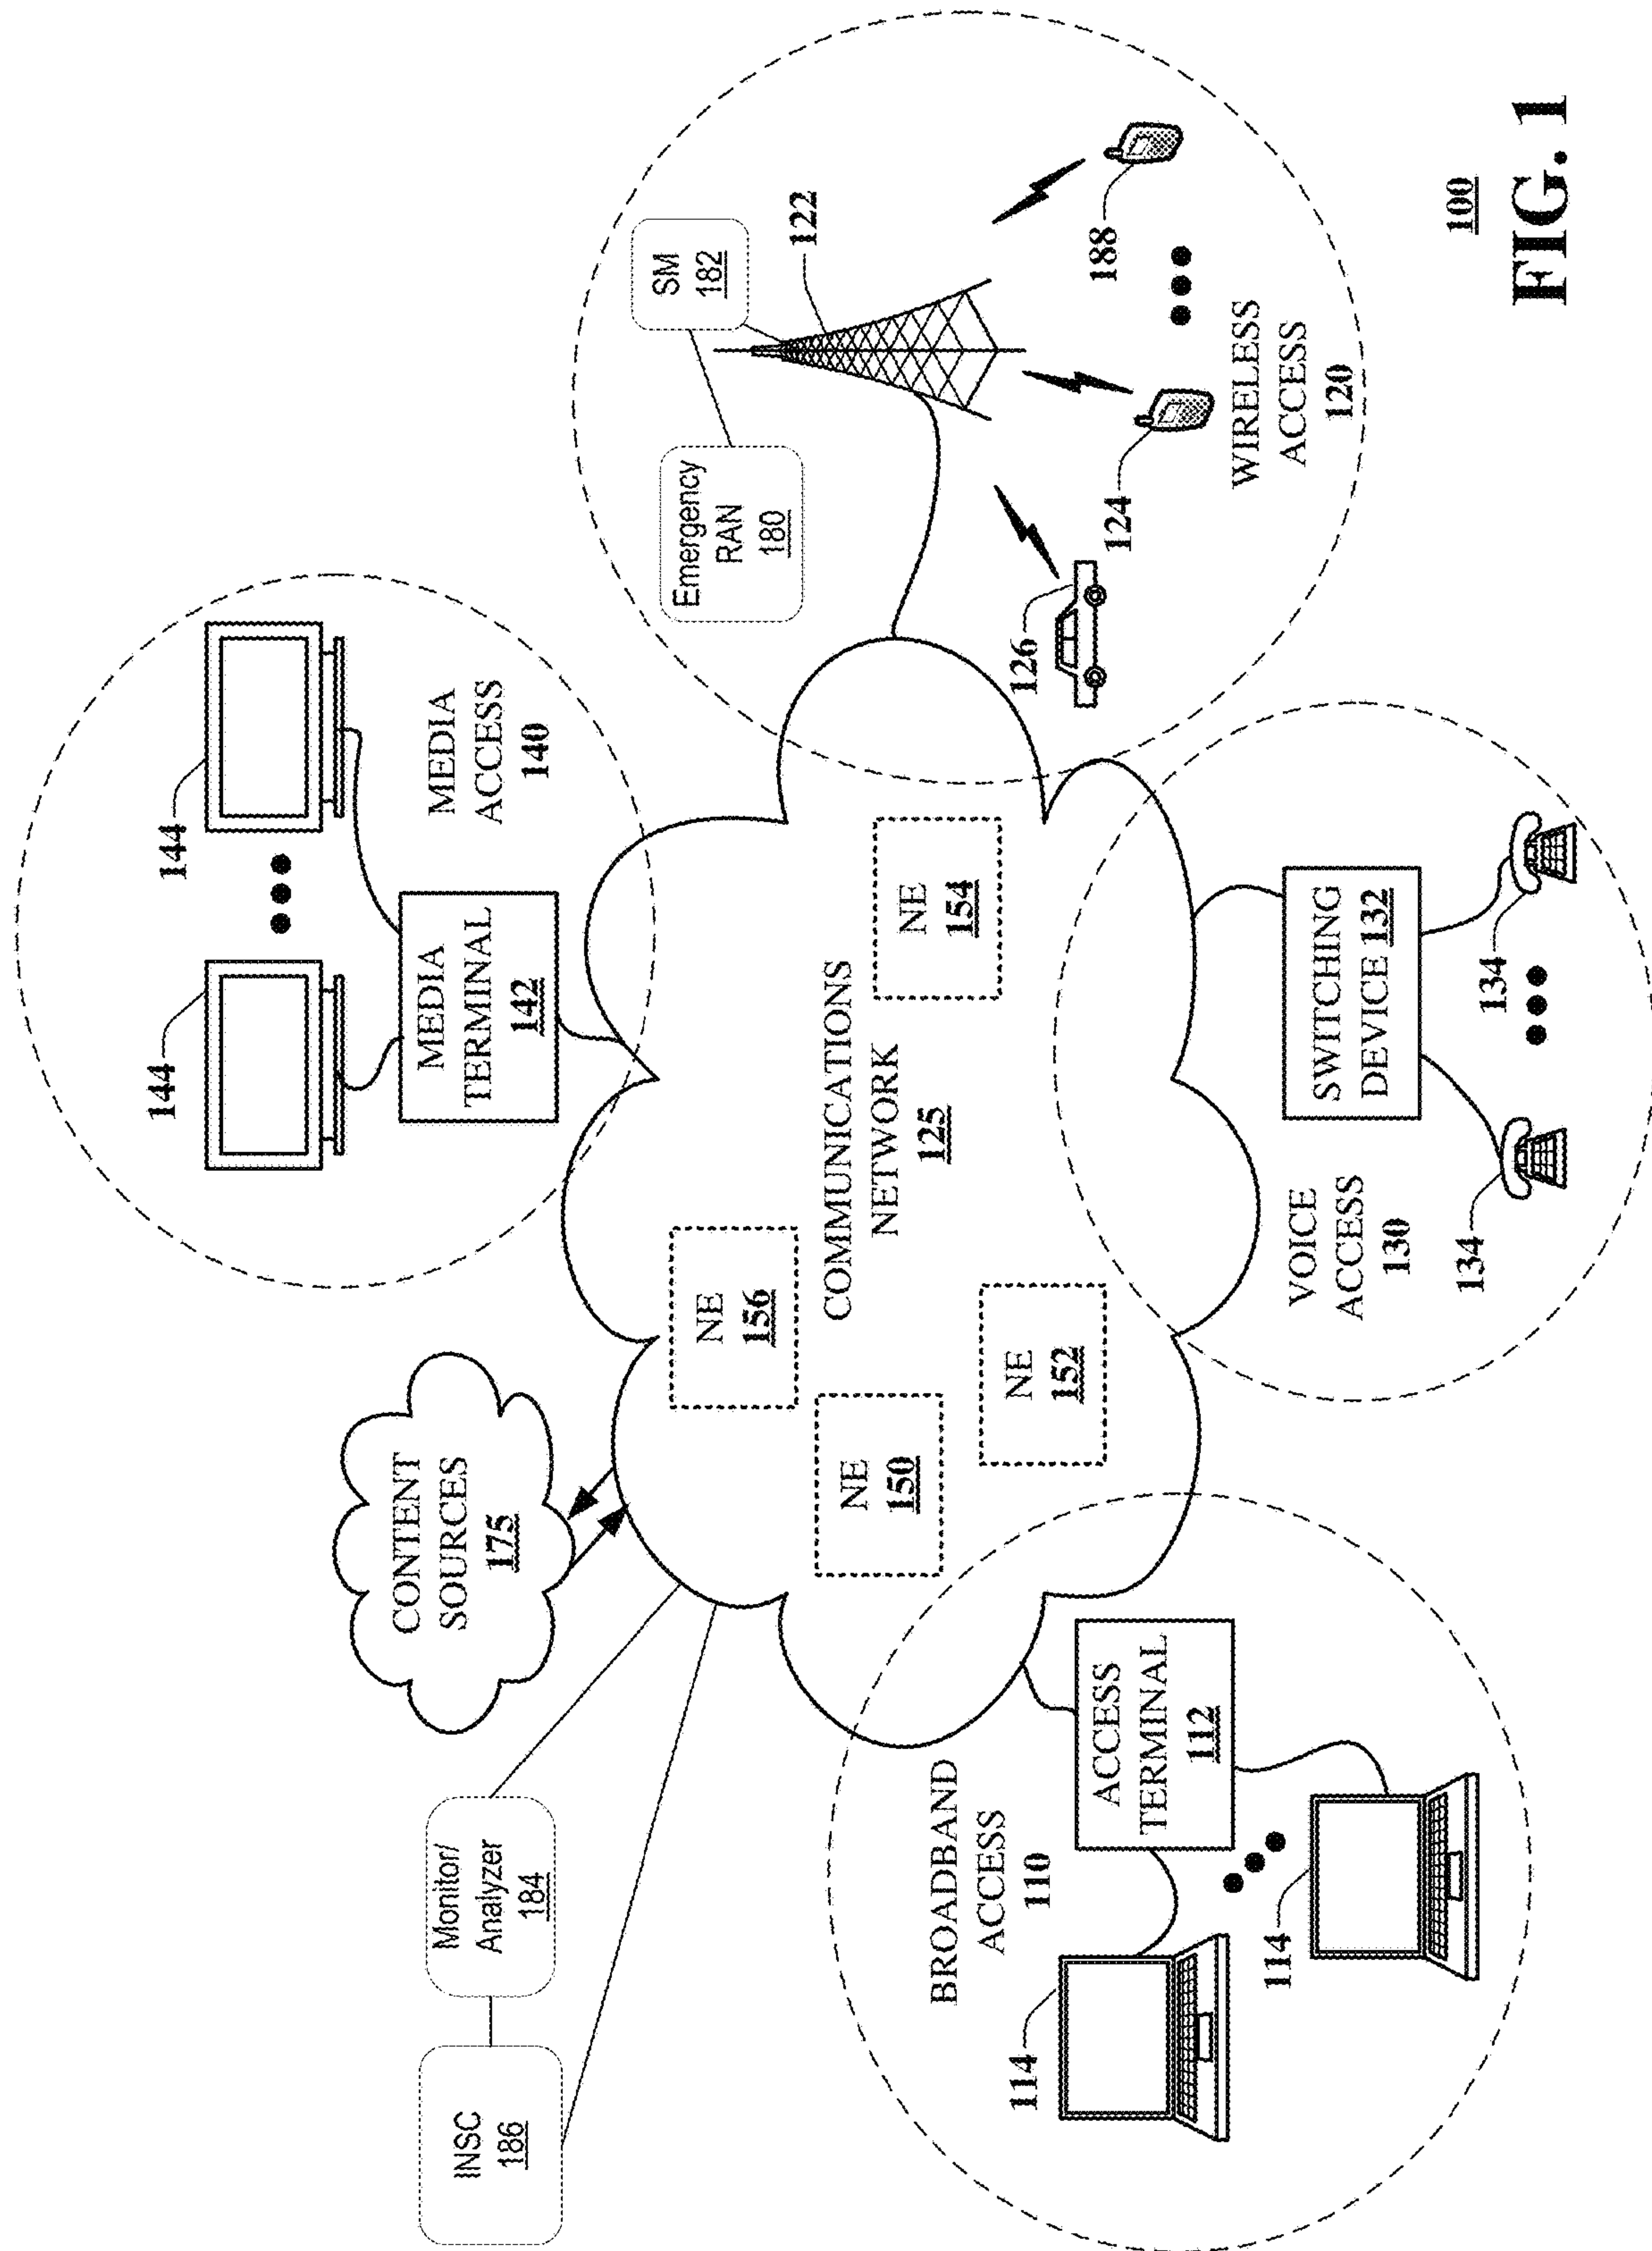 INSC
186
Monitor/
Analyzer
184
CONTENT
SOURCES
175
144
144
MEDIA
TERMINAL
142
MEDIA
ACCESS
140
Emergency
RAN
180
SM
182
122
NE
156
NE
150
NE
152
COMMUNICATIONS
NETWORK
125
NE
154
126
124
188
WIRELESS
ACCESS
120
BROADBAND
ACCESS
110
ACCESS
TERMINAL
112
114
114
VOICE
ACCESS
130
SWITCHING
DEVICE 132
134
134
100
FIG. 1